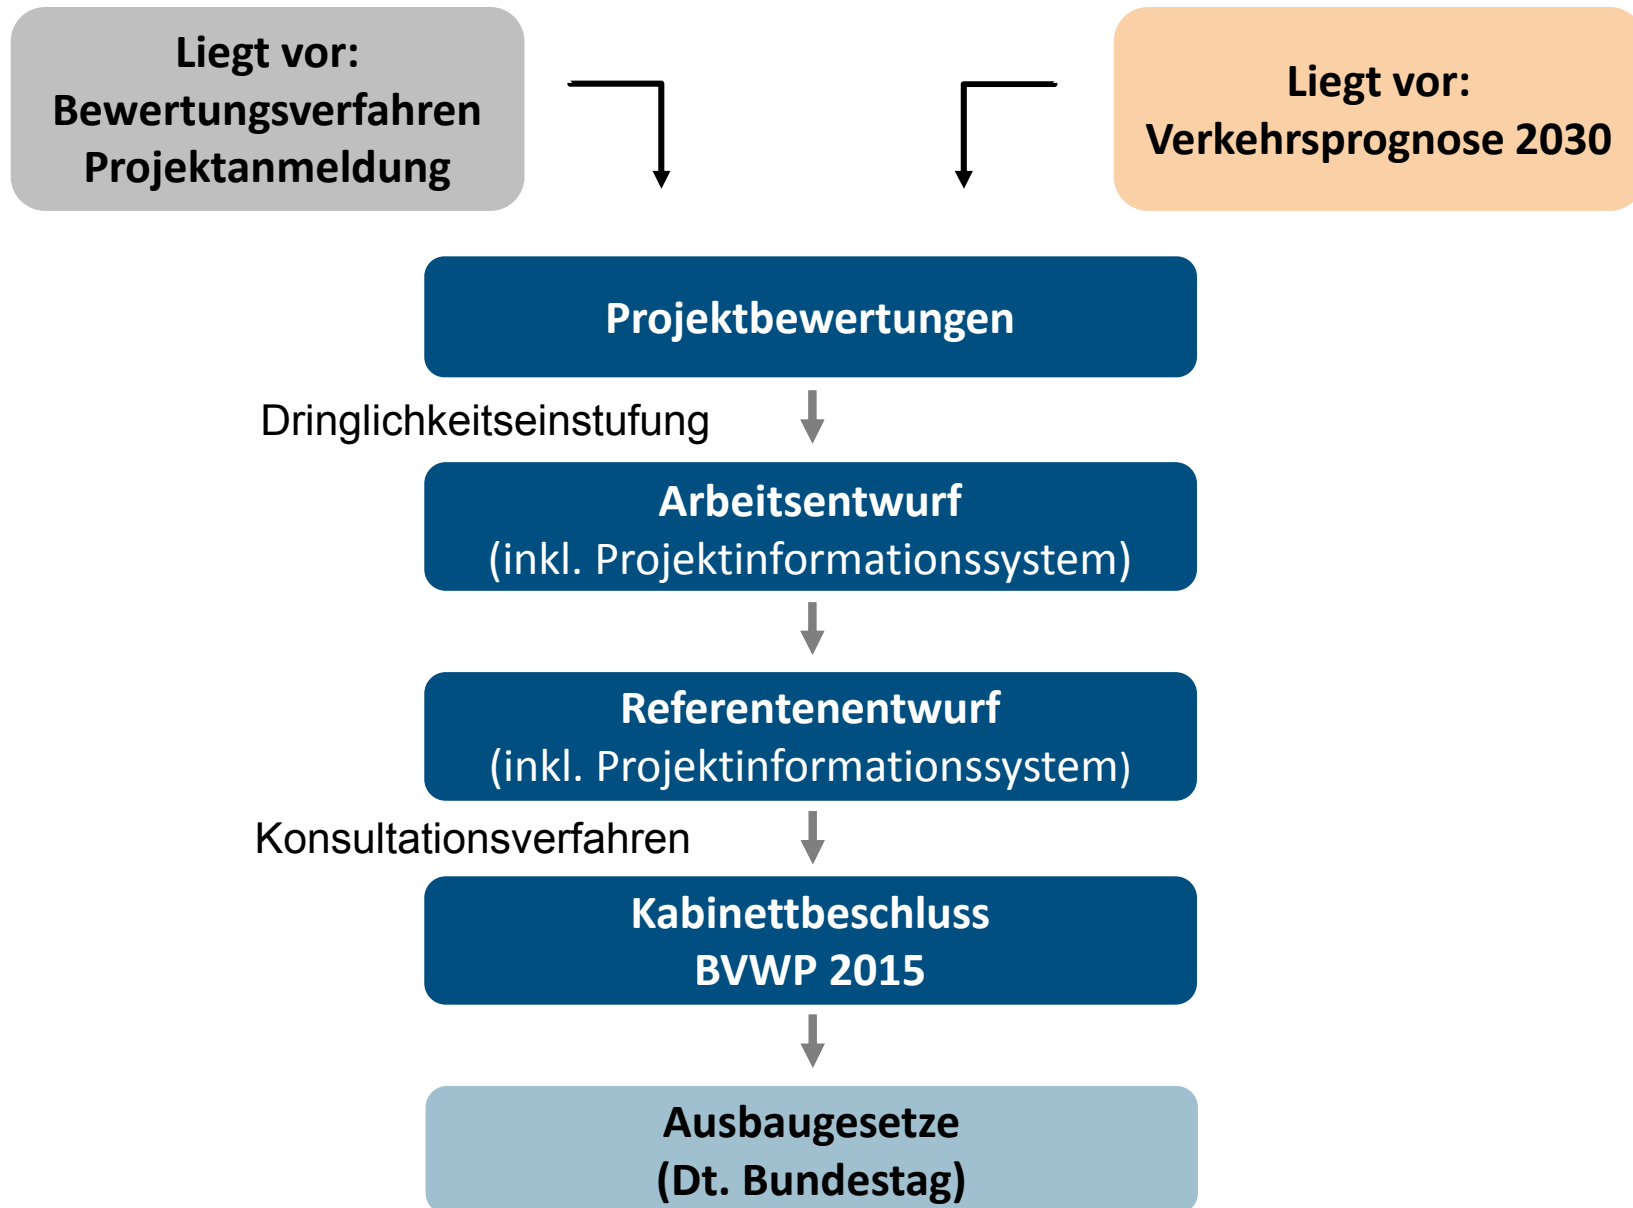 Liegt vor:
Bewertungsverfahren
Projektanmeldung
Liegt vor:
Verkehrsprognose 2030
Projektbewertungen
Dringlichkeitseinstufung
Arbeitsentwurf
(inkl. Projektinformationssystem)
Referentenentwurf
(inkl. Projektinformationssystem)
Konsultationsverfahren
Kabinettbeschluss
BVWP 2015
Ausbaugesetze
(Dt. Bundestag)